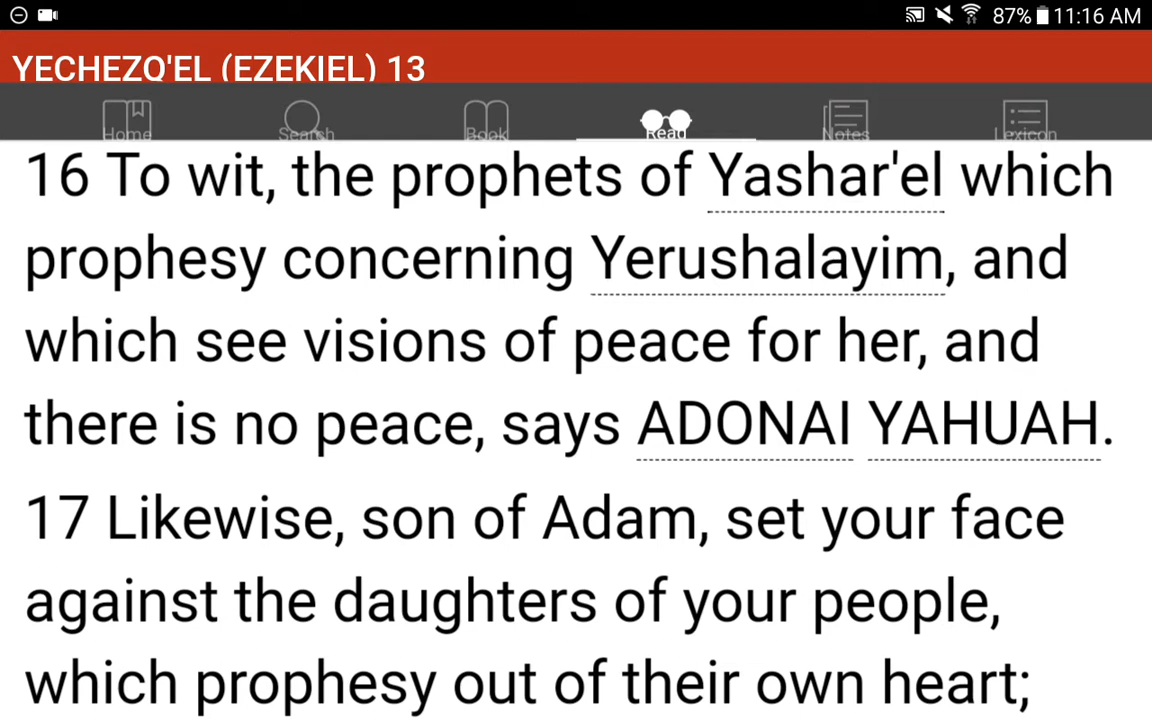 87% 11:16 AM
YECHEZQ'EL (EZEKIEL) 13
Home Search Book Read Notes Lexicon
16 To wit, the prophets of Yashar'el which
prophesy concerning Yerushalayim, and
which see visions of peace for her, and
there is no peace, says ADONAI YAHUAH.
17 Likewise, son of Adam, set your face
against the daughters of your people,
which prophesy out of their own heart;